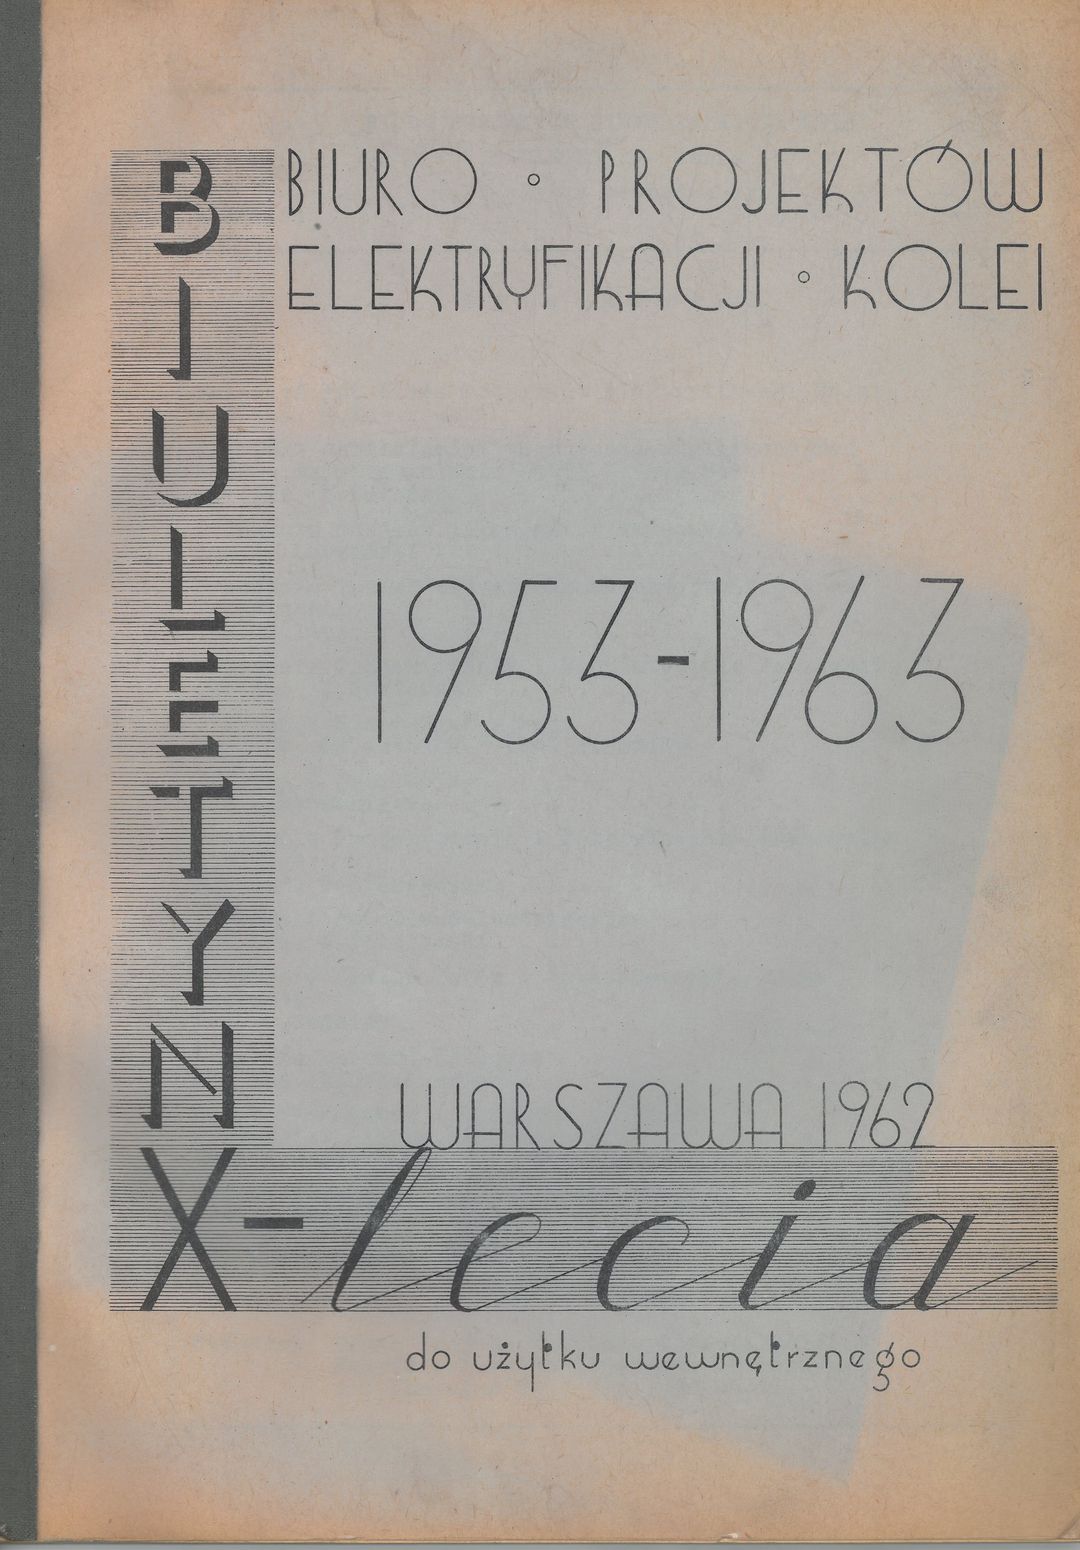 BIURO PROJEKTÓW
ELEKTRYFIKACJI KOLEI
BIULETYN
1953-1963
WARSZAWA 1962
X-lecia
do użytku wewnętrznego